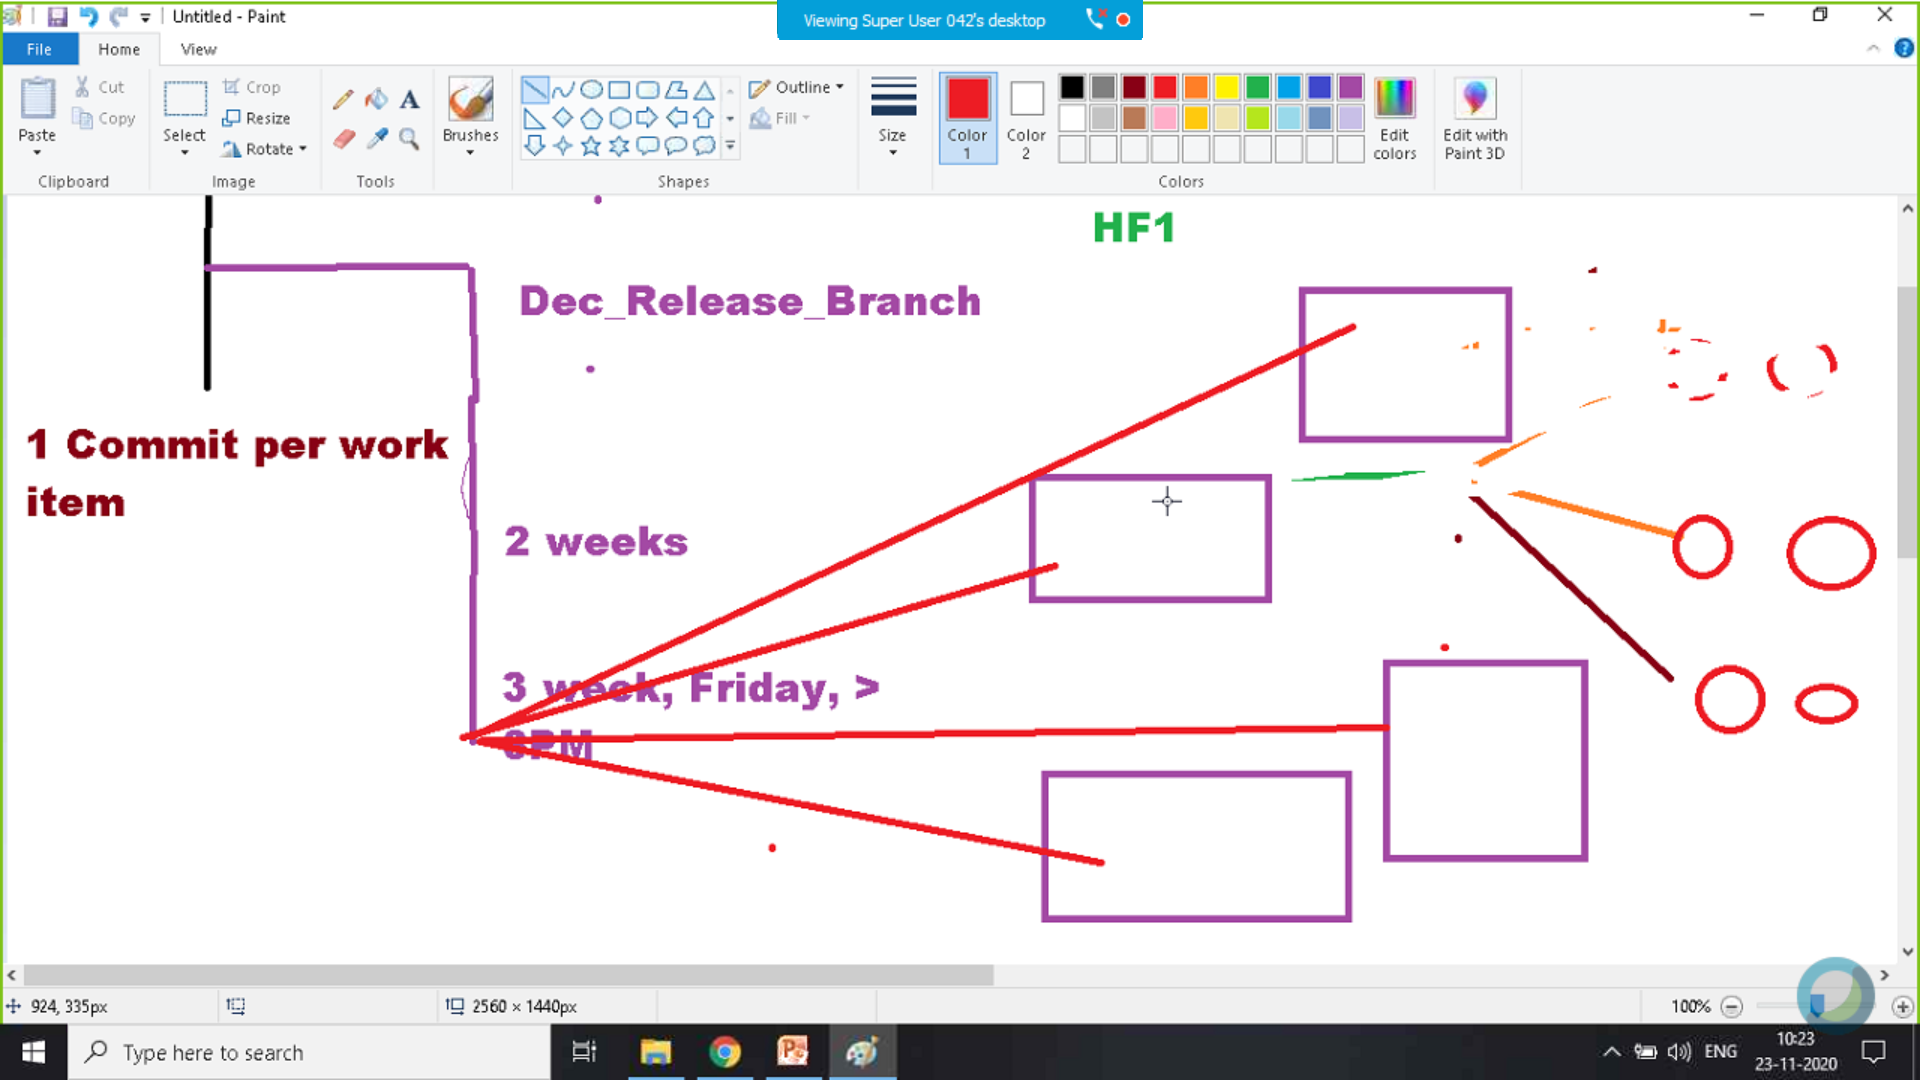 Untitled - Paint
Viewing Super User 042's desktop
File
Home
View
Paste
Cut
Copy
Clipboard
Select
Crop
Resize
Rotate
Image
Tools
Brushes
Shapes
Outline
Fill
Size
Color
1
Color
2
Edit
colors
Colors
Edit with
Paint 3D
HF1
Dec_Release_Branch
1 Commit per work
item
2 weeks
3 week, Friday, >
924, 335px
2560 × 1440px
100%
Type here to search
ENG
10:23
23-11-2020